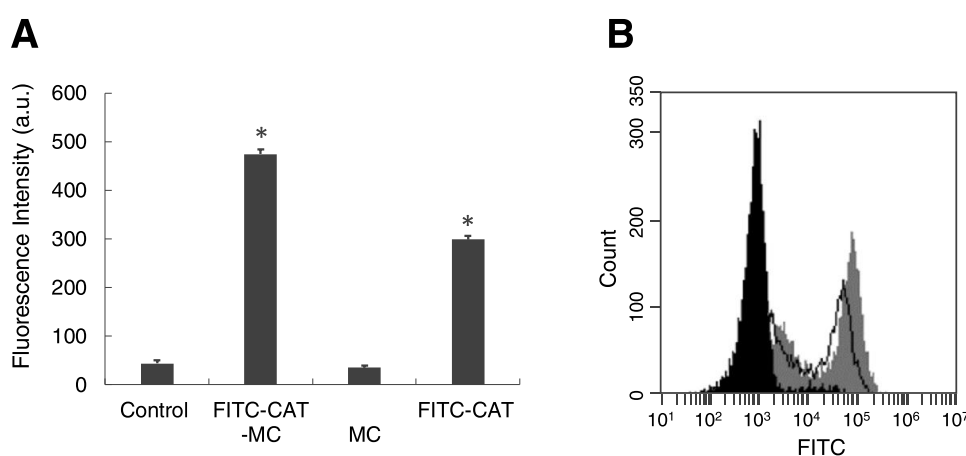 A
Fluorescence Intensity (a.u.)
600
500
400
300
200
100
0
*
*
Control
FITC-CAT
-MC
MC
FITC-CAT
B
Count
350
300
200
100
0
10¹ 10² 10³ 10⁴ 10⁵ 10⁶ 10⁷
FITC